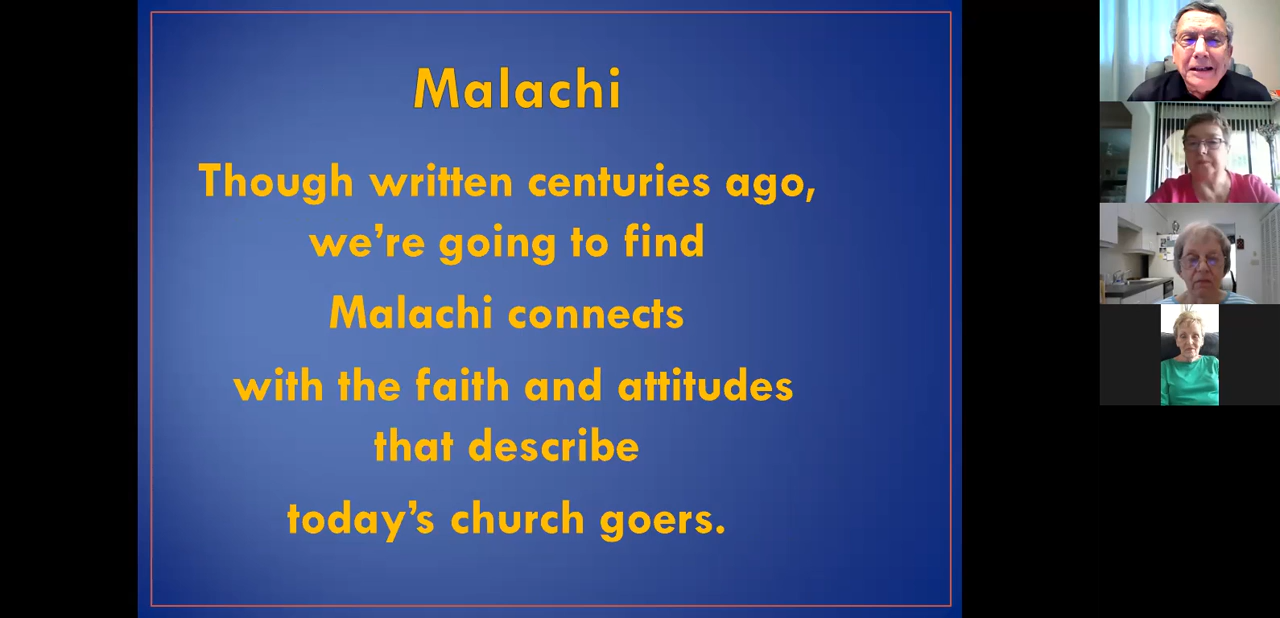 Malachi
Though written centuries ago,
we're going to find
Malachi connects
with the faith and attitudes
that describe
today's church goers.